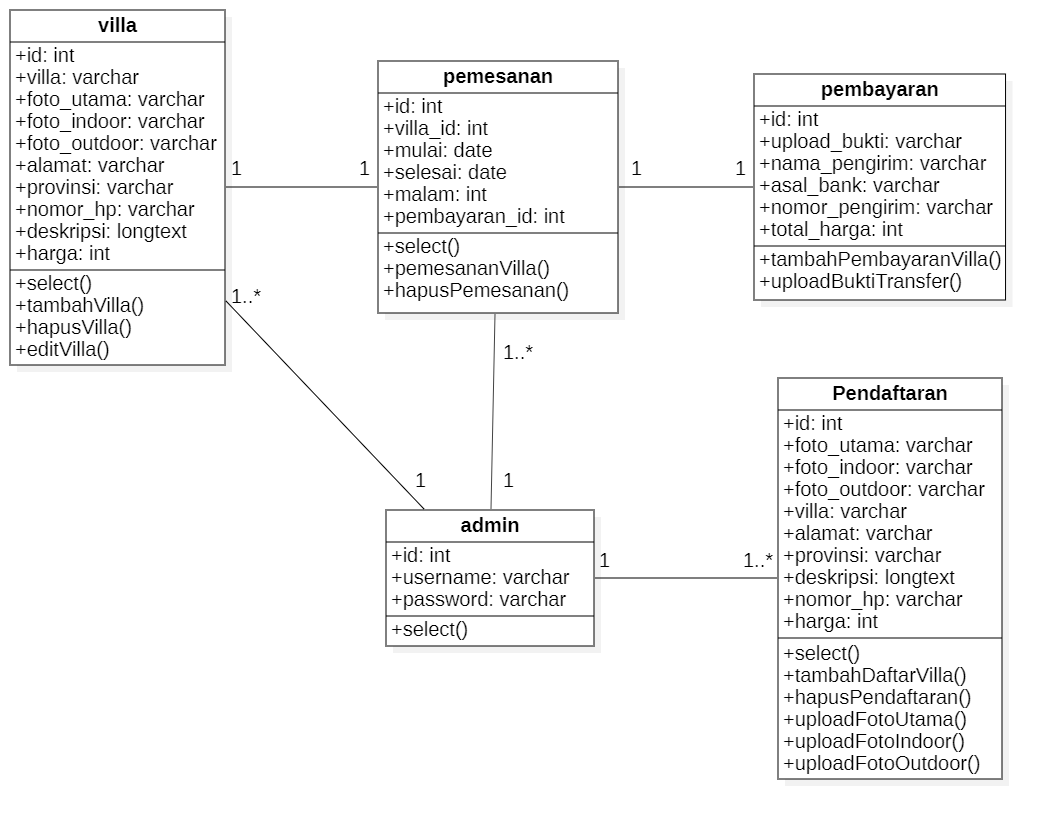 villa
+id: int
+villa: varchar
+foto_utama: varchar
+foto_indoor: varchar
+foto_outdoor: varchar
+alamat: varchar
+provinsi: varchar
+nomor_hp: varchar
+deskripsi: longtext
+harga: int
+select()
+tambahVilla()
+hapusVilla()
+editVilla()
1
1
pemesanan
+id: int
+villa_id: int
+mulai: date
+selesai: date
+malam: int
+pembayaran_id: int
+select()
+pemesananVilla()
+hapusPemesanan()
1
1
pembayaran
+id: int
+upload_bukti: varchar
+nama_pengirim: varchar
+asal_bank: varchar
+nomor_pengirim: varchar
+total_harga: int
+tambahPembayaranVilla()
+uploadBuktiTransfer()
1..*
1
1..*
1
admin
+id: int
+username: varchar
+password: varchar
+select()
1
1..*
Pendaftaran
+id: int
+foto_utama: varchar
+foto_indoor: varchar
+foto_outdoor: varchar
+villa: varchar
+alamat: varchar
+provinsi: varchar
+deskripsi: longtext
+nomor_hp: varchar
+harga: int
+select()
+tambahDaftarVilla()
+hapusPendaftaran()
+uploadFotoUtama()
+uploadFotoIndoor()
+uploadFotoOutdoor()